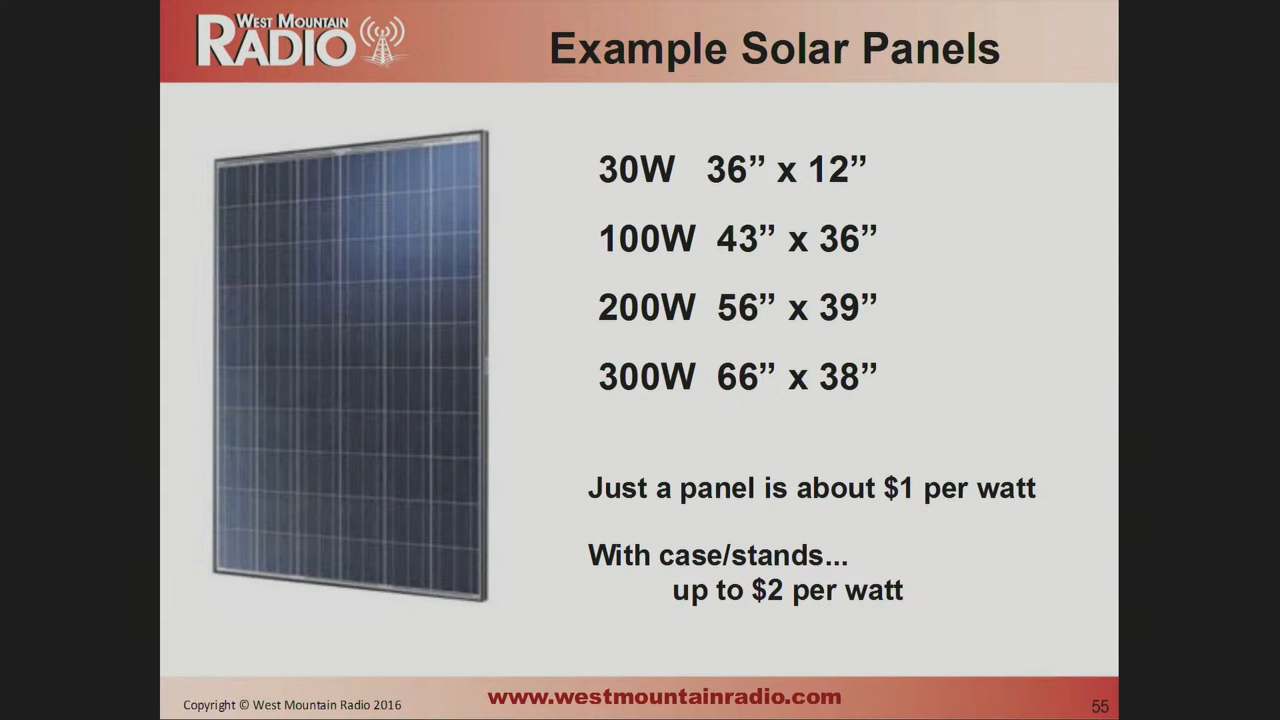 WEST MOUNTAIN
RADIO
Example Solar Panels
30W 36” x 12”
100W 43” x 36”
200W 56” x 39”
300W 66” x 38”
Just a panel is about $1 per watt
With case/stands...
up to $2 per watt
Copyright © West Mountain Radio 2016
www.westmountainradio.com
55